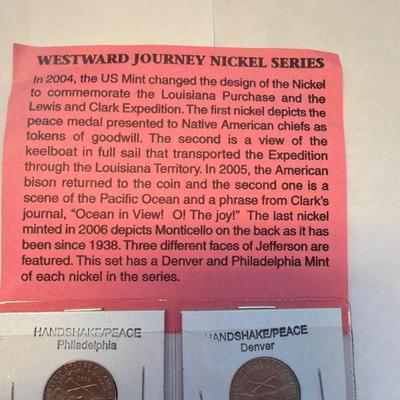 WESTWARD JOURNEY NICKEL SERIES
In 2004, the US Mint changed the design of the Nickel
to commemorate the Louisiana Purchase and the
Lewis and Clark Expedition. The first nickel depicts the
peace medal presented to Native American chiefs as
tokens of goodwill. The second is a view of the
keelboat in full sail that transported the Expedition
through the Louisiana Territory. In 2005, the American
bison returned to the coin and the second one is a
scene of the Pacific Ocean and a phrase from Clark's
journal, "Ocean in View! O! The joy!" The last nickel
minted in 2006 depicts Monticello on the back as it has
been since 1938. Three different faces of Jefferson are
featured. This set has a Denver and Philadelphia Mint
of each nickel in the series.
HANDSHAKE/PEACE
Philadelphia
HANDSHAKE/PEACE
Denver